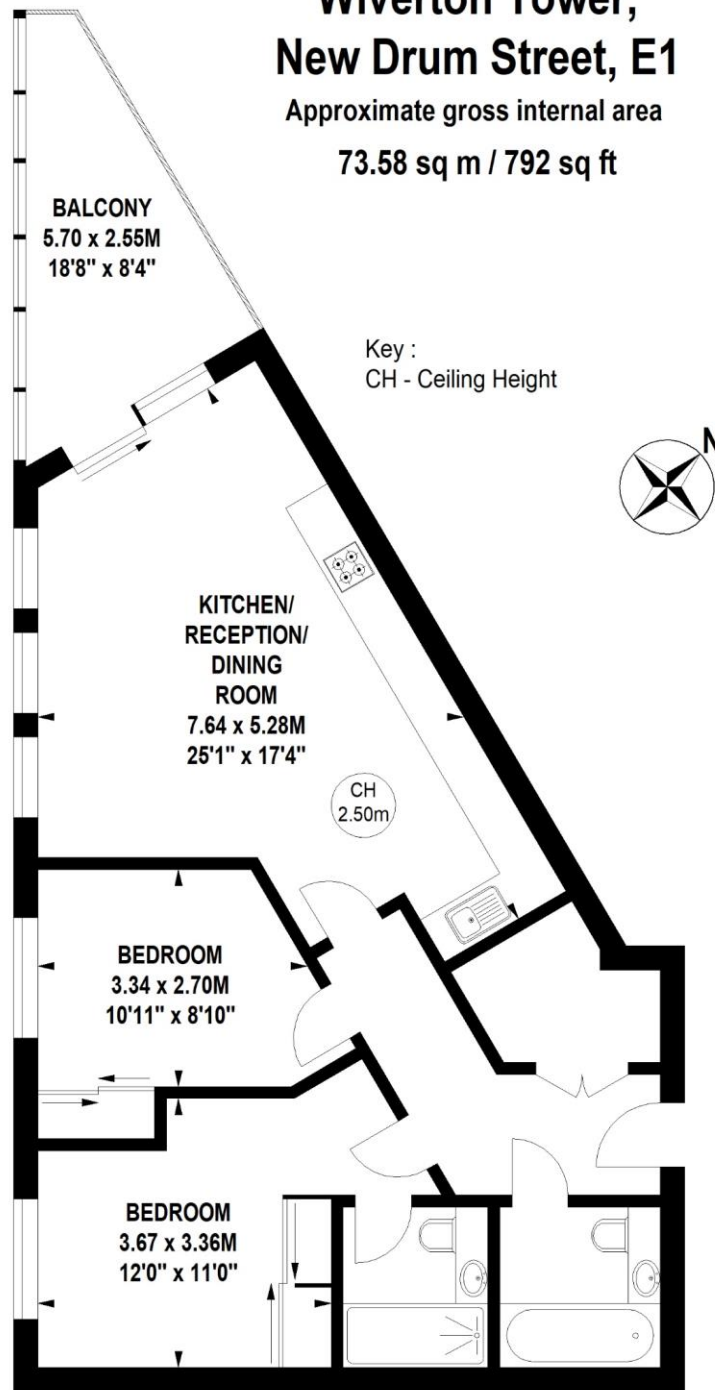 Wiverton Tower,
New Drum Street, E1
Approximate gross internal area
73.58 sq m / 792 sq ft
BALCONY
5.70 x 2.55M
18'8" x 8'4"
Key :
CH - Ceiling Height
N
KITCHEN/
RECEPTION/
DINING
ROOM
7.64 x 5.28M
25'1" x 17'4"
CH
2.50m
BEDROOM
3.34 x 2.70M
10'11" x 8'10"
BEDROOM
3.67 x 3.36M
12'0" x 11'0"